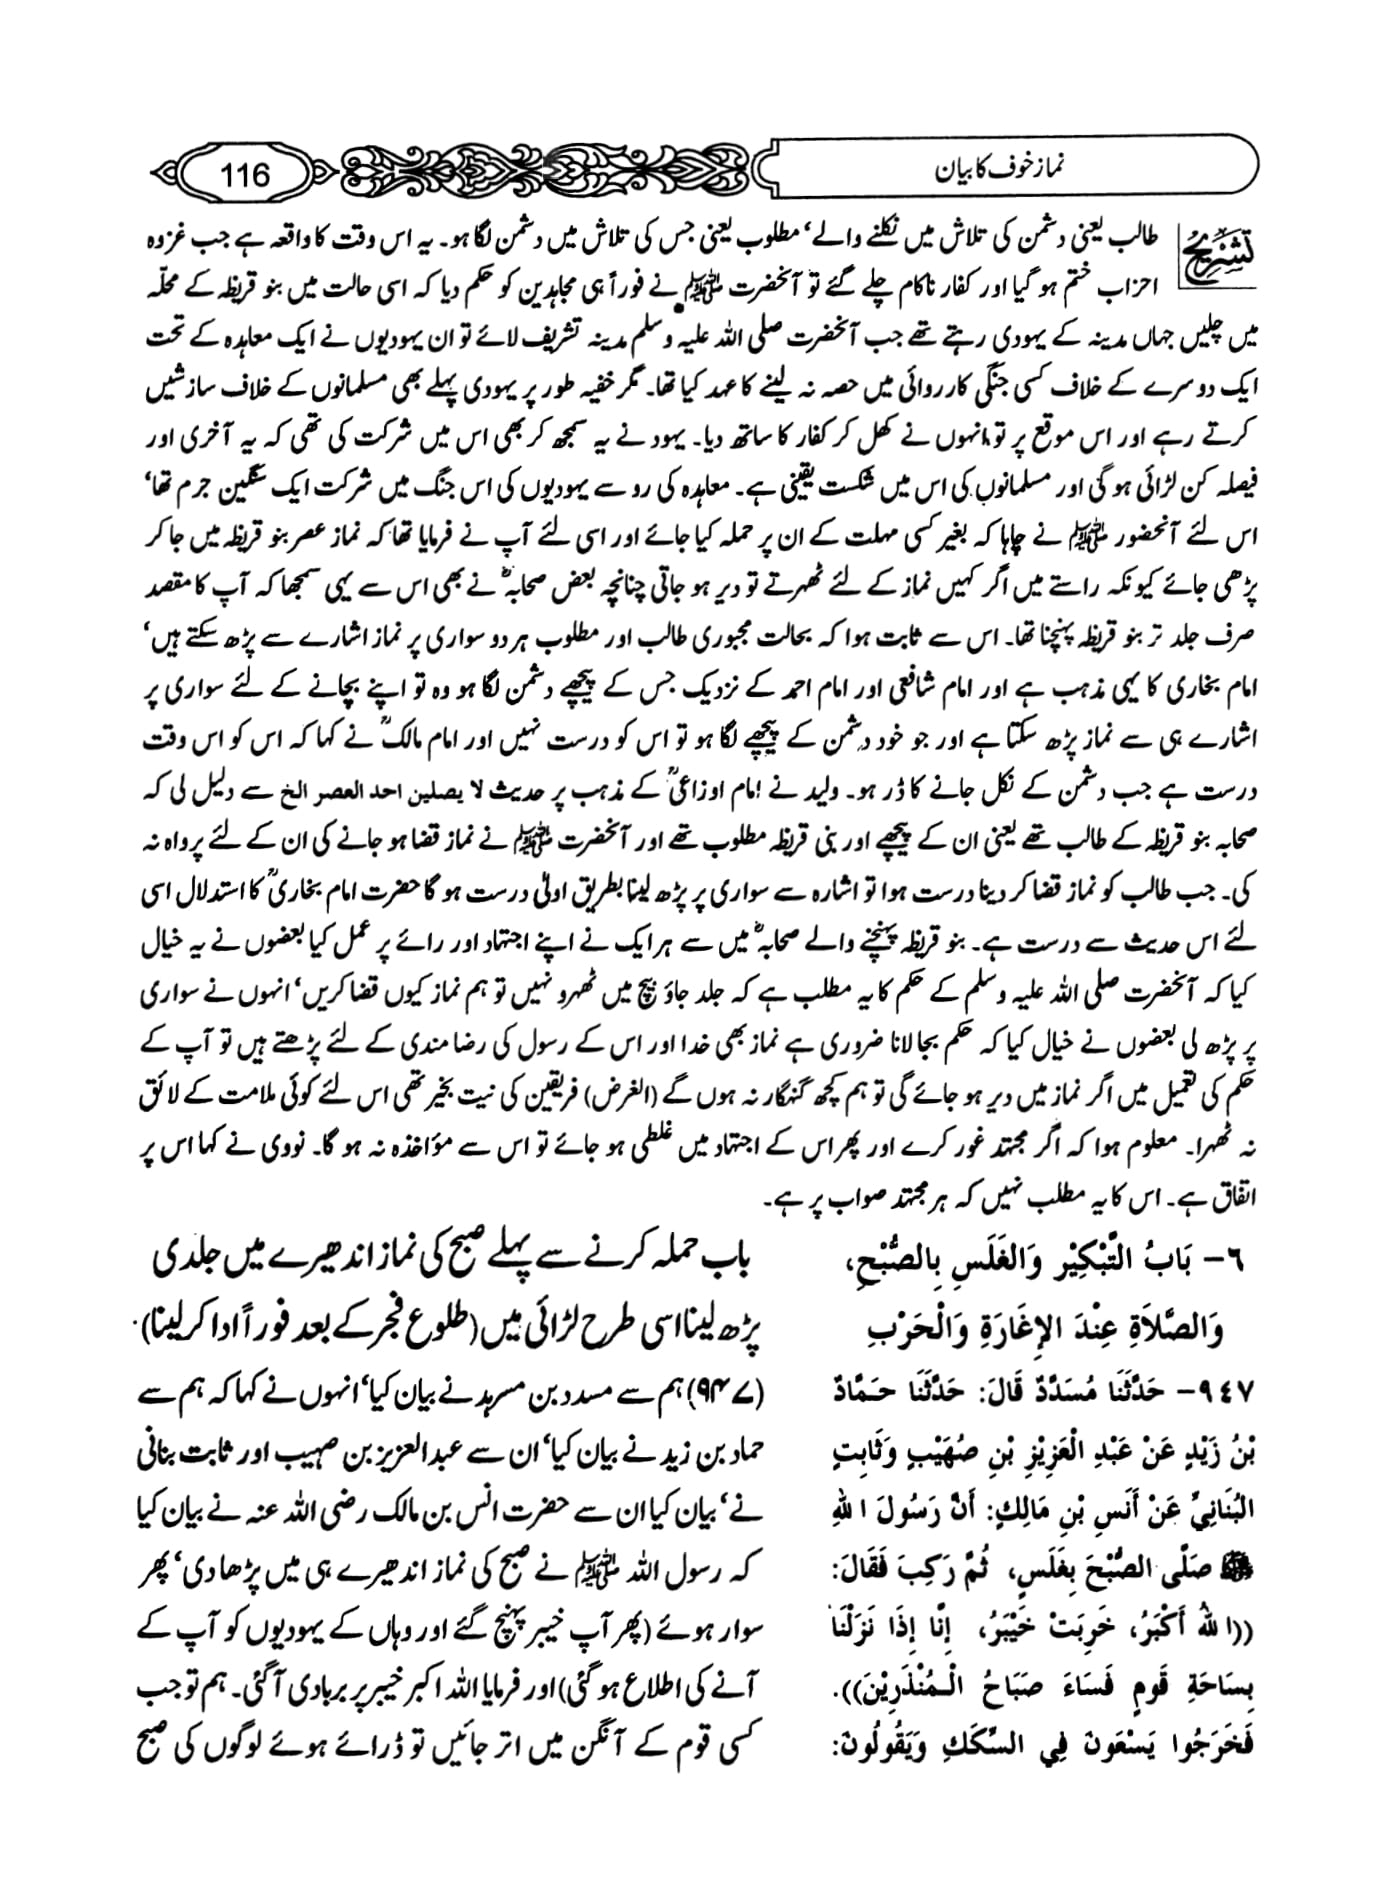 نماز خوف کا بیان
116
تشریح
طالب یعنی دشمن کی تلاش میں نکلنے والے‘ مطلوب یعنی جس کی تلاش میں دشمن لگا ہو۔ یہ اس وقت کا واقعہ ہے جب غزوہ
احزاب ختم ہو گیا اور کفار ناکام چلے گئے تو آنحضرت ﷺ نے فوراً ہی مجاہدین کو حکم دیا کہ اسی حالت میں بنو قریظہ کے محلہ
میں چلیں جہاں مدینہ کے یہودی رہتے تھے جب آنحضرت صلی اللہ علیہ وسلم مدینہ تشریف لائے تو ان یہودیوں نے ایک معاہدہ کے تحت
ایک دوسرے کے خلاف کسی جنگی کارروائی میں حصہ نہ لینے کا عہد کیا تھا۔ مگر خفیہ طور پر یہودی پہلے بھی مسلمانوں کے خلاف سازشیں
کرتے رہے اور اس موقع پر تو انہوں نے کھل کر کفار کا ساتھ دیا۔ یہود نے یہ سمجھ کر بھی اس میں شرکت کی تھی کہ یہ آخری اور
فیصلہ کن لڑائی ہو گی اور مسلمانوں کی اس میں شکست یقینی ہے۔ معاہدہ کی رو سے یہودیوں کی اس جنگ میں شرکت ایک سنگین جرم تھا‘
اس لئے آنحضور ﷺ نے چاہا کہ بغیر کسی مہلت کے ان پر حملہ کیا جائے اور اسی لئے آپ نے فرمایا تھا کہ نماز عصر بنو قریظہ میں جا کر
پڑھی جائے کیونکہ راستے میں اگر کہیں نماز کے لئے ٹھہرتے تو دیر ہو جاتی چنانچہ بعض صحابہؓ نے بھی اس سے یہی سمجھا کہ آپ کا مقصد
صرف جلد تر بنو قریظہ پہنچنا تھا۔ اس سے ثابت ہوا کہ بحالت مجبوری طالب اور مطلوب ہر دو سواری پر نماز اشارے سے پڑھ سکتے ہیں‘
امام بخاری کا یہی مذہب ہے اور امام شافعی اور امام احمد کے نزدیک جس کے پیچھے دشمن لگا ہو وہ تو اپنے بچانے کے لئے سواری پر
اشارے ہی سے نماز پڑھ سکتا ہے اور جو خود دشمن کے پیچھے لگا ہو تو اس کو درست نہیں اور امام مالکؒ نے کہا کہ اس کو اس وقت
درست ہے جب دشمن کے نکل جانے کا ڈر ہو۔ ولید نے امام اوزاعیؒ کے مذہب پر حدیث لا یصلین احد العصر الخ سے دلیل لی کہ
صحابہ بنو قریظہ کے طالب تھے یعنی ان کے پیچھے اور بنی قریظہ مطلوب تھے اور آنحضرت ﷺ نے نماز قضا ہو جانے کی ان کے لئے پرواہ نہ
کی۔ جب طالب کو نماز قضا کر دینا درست ہوا تو اشارہ سے سواری پر پڑھ لینا بطریق اولیٰ درست ہو گا حضرت امام بخاریؒ کا استدلال اسی
لئے اس حدیث سے درست ہے۔ بنو قریظہ پہنچنے والے صحابہؓ میں سے ہر ایک نے اپنے اجتہاد اور رائے پر عمل کیا بعضوں نے یہ خیال
کیا کہ آنحضرت صلی اللہ علیہ وسلم کے حکم کا یہ مطلب ہے کہ جلد جاؤ بیچ میں ٹھہرو نہیں تو ہم نماز کیوں قضا کریں‘ انہوں نے سواری
پر پڑھ لی بعضوں نے خیال کیا کہ حکم بجا لانا ضروری ہے نماز بھی خدا اور اس کے رسول کی رضا مندی کے لئے پڑھتے ہیں تو آپ کے
حکم کی تعمیل میں اگر نماز میں دیر ہو جائے گی تو ہم کچھ گنہگار نہ ہوں گے (الغرض) فریقین کی نیت بخیر تھی اس لئے کوئی ملامت کے لائق
نہ ٹھہرا۔ معلوم ہوا کہ اگر مجتہد غور کرے اور پھر اس کے اجتہاد میں غلطی ہو جائے تو اس سے مؤاخذہ نہ ہو گا۔ نووی نے کہا اس پر
اتفاق ہے۔ اس کا یہ مطلب نہیں کہ ہر مجتہد صواب پر ہے۔
٦- بَابُ التَّبْكِيْرِ وَالغَلَسِ بِالصُّبْحِ،
وَالصَّلَاةِ عِنْدَ الإِغَارَةِ وَالْحَرْبِ
٩٤٧- حَدَّثَنَا مُسَدَّدٌ قَالَ: حَدَّثَنَا حَمَّادُ
بْنُ زَيْدٍ عَنْ عَبْدِ الْعَزِيْزِ بْنِ صُهَيْبٍ وَثَابِتٍ
البُنَانِيِّ عَنْ أَنَسِ بْنِ مَالِكٍ: أَنَّ رَسُولَ اللهِ
ﷺ صَلَّى الصُّبْحَ بِغَلَسٍ، ثُمَّ رَكِبَ فَقَالَ:
((اللهُ أَكْبَرُ، خَرِبَتْ خَيْبَرُ، إِنَّا إِذَا نَزَلْنَا
بِسَاحَةِ قَومٍ فَسَاءَ صَبَاحُ الْمُنْذَرِيْنَ)).
فَخَرَجُوا يَسْعَونَ فِي السِّكَكِ وَيَقُولُونَ:
باب حملہ کرنے سے پہلے صبح کی نماز اندھیرے میں جلدی
پڑھ لینا اسی طرح لڑائی میں (طلوع فجر کے بعد فوراً ادا کر لینا)
(۹۴۷) ہم سے مسدد بن مسرہد نے بیان کیا‘ انہوں نے کہا کہ ہم سے
حماد بن زید نے بیان کیا‘ ان سے عبدالعزیز بن صہیب اور ثابت بنانی
نے‘ بیان کیا ان سے حضرت انس بن مالک رضی اللہ عنہ نے بیان کیا
کہ رسول اللہ ﷺ نے صبح کی نماز اندھیرے ہی میں پڑھا دی‘ پھر
سوار ہوئے (پھر آپ خیبر پہنچ گئے اور وہاں کے یہودیوں کو آپ کے
آنے کی اطلاع ہو گئی) اور فرمایا اللہ اکبر خیبر پر بربادی آ گئی۔ ہم تو جب
کسی قوم کے آنگن میں اتر جائیں تو ڈرائے ہوئے لوگوں کی صبح